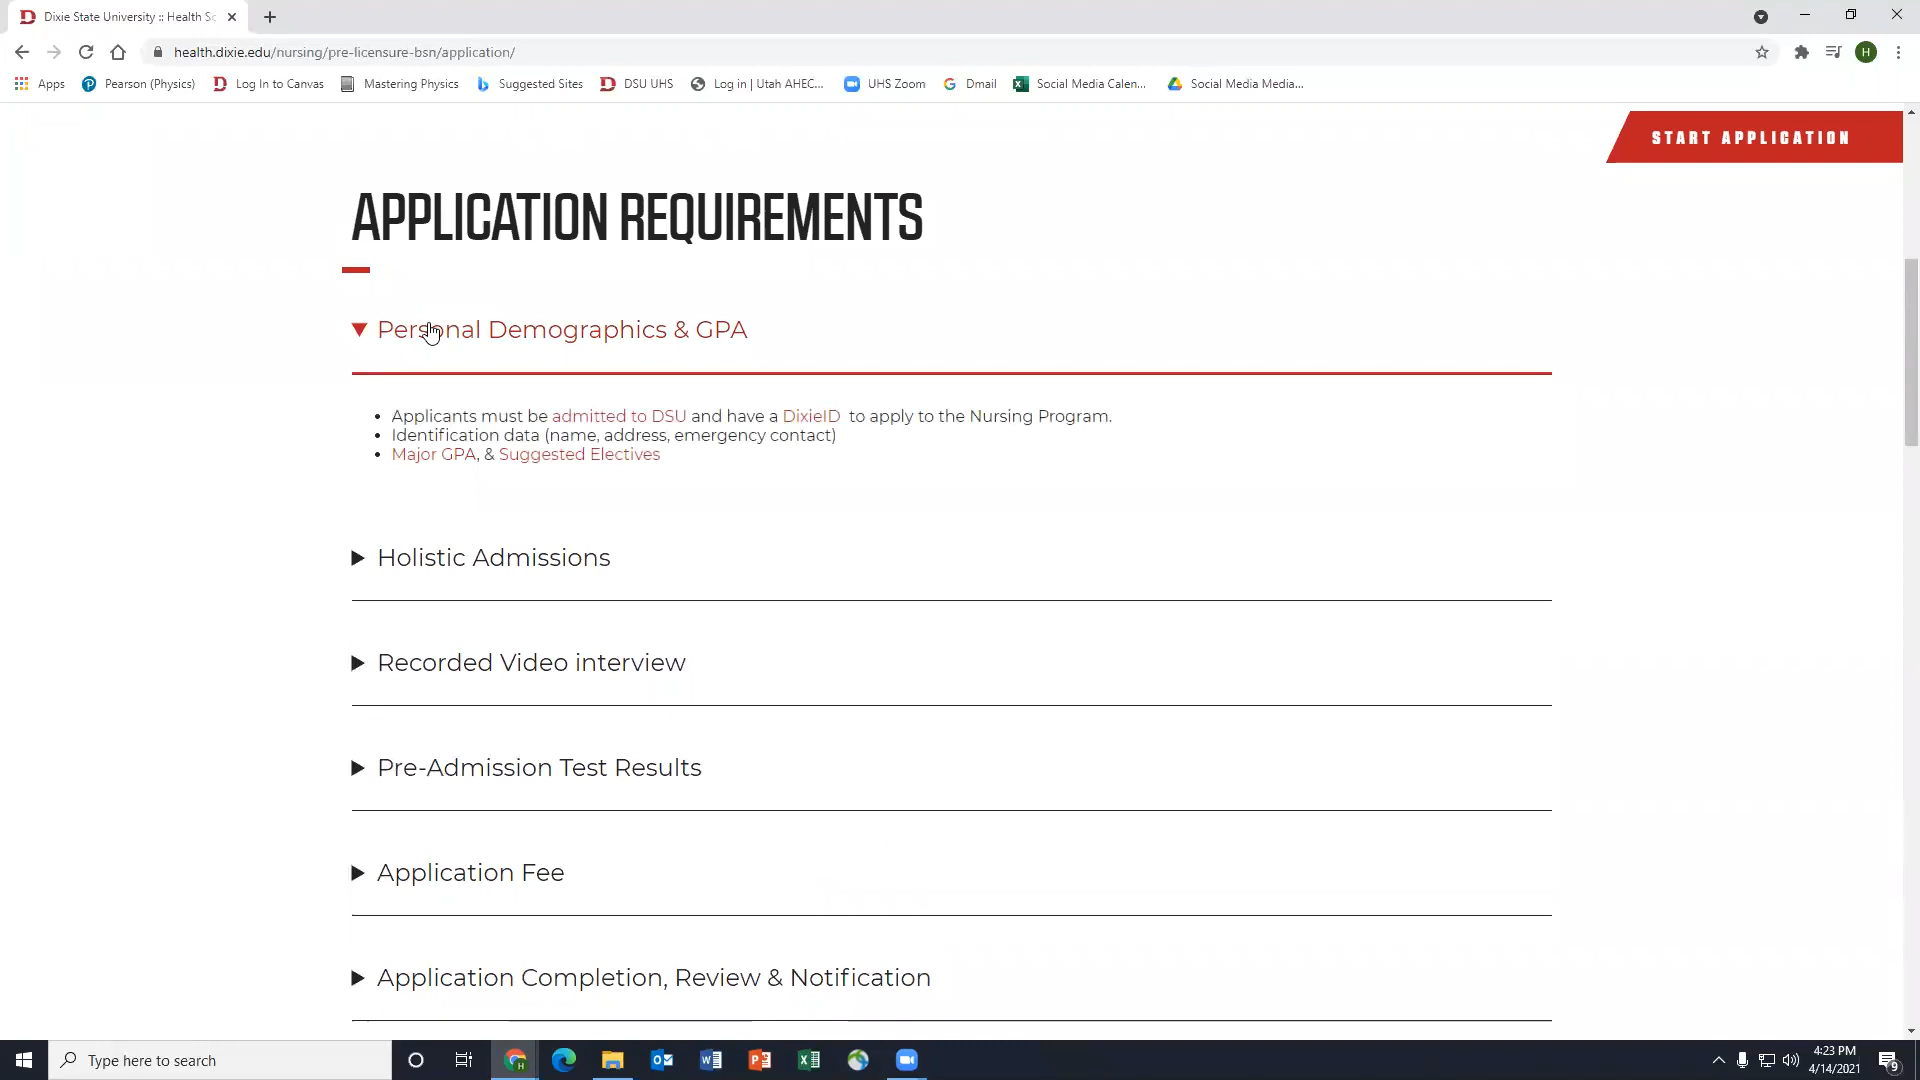 Dixie State University :: Health Sc
health.dixie.edu/nursing/pre-licensure-bsn/application/
H
Apps Pearson (Physics) Log In to Canvas Mastering Physics Suggested Sites DSU UHS Log in | Utah AHEC... UHS Zoom Dmail Social Media Calen... Social Media Media...
START APPLICATION
APPLICATION REQUIREMENTS
Personal Demographics & GPA
• Applicants must be admitted to DSU and have a DixieID to apply to the Nursing Program.
• Identification data (name, address, emergency contact)
• Major GPA, & Suggested Electives
Holistic Admissions
Recorded Video interview
Pre-Admission Test Results
Application Fee
Application Completion, Review & Notification
Type here to search
4:23 PM
4/14/2021
9